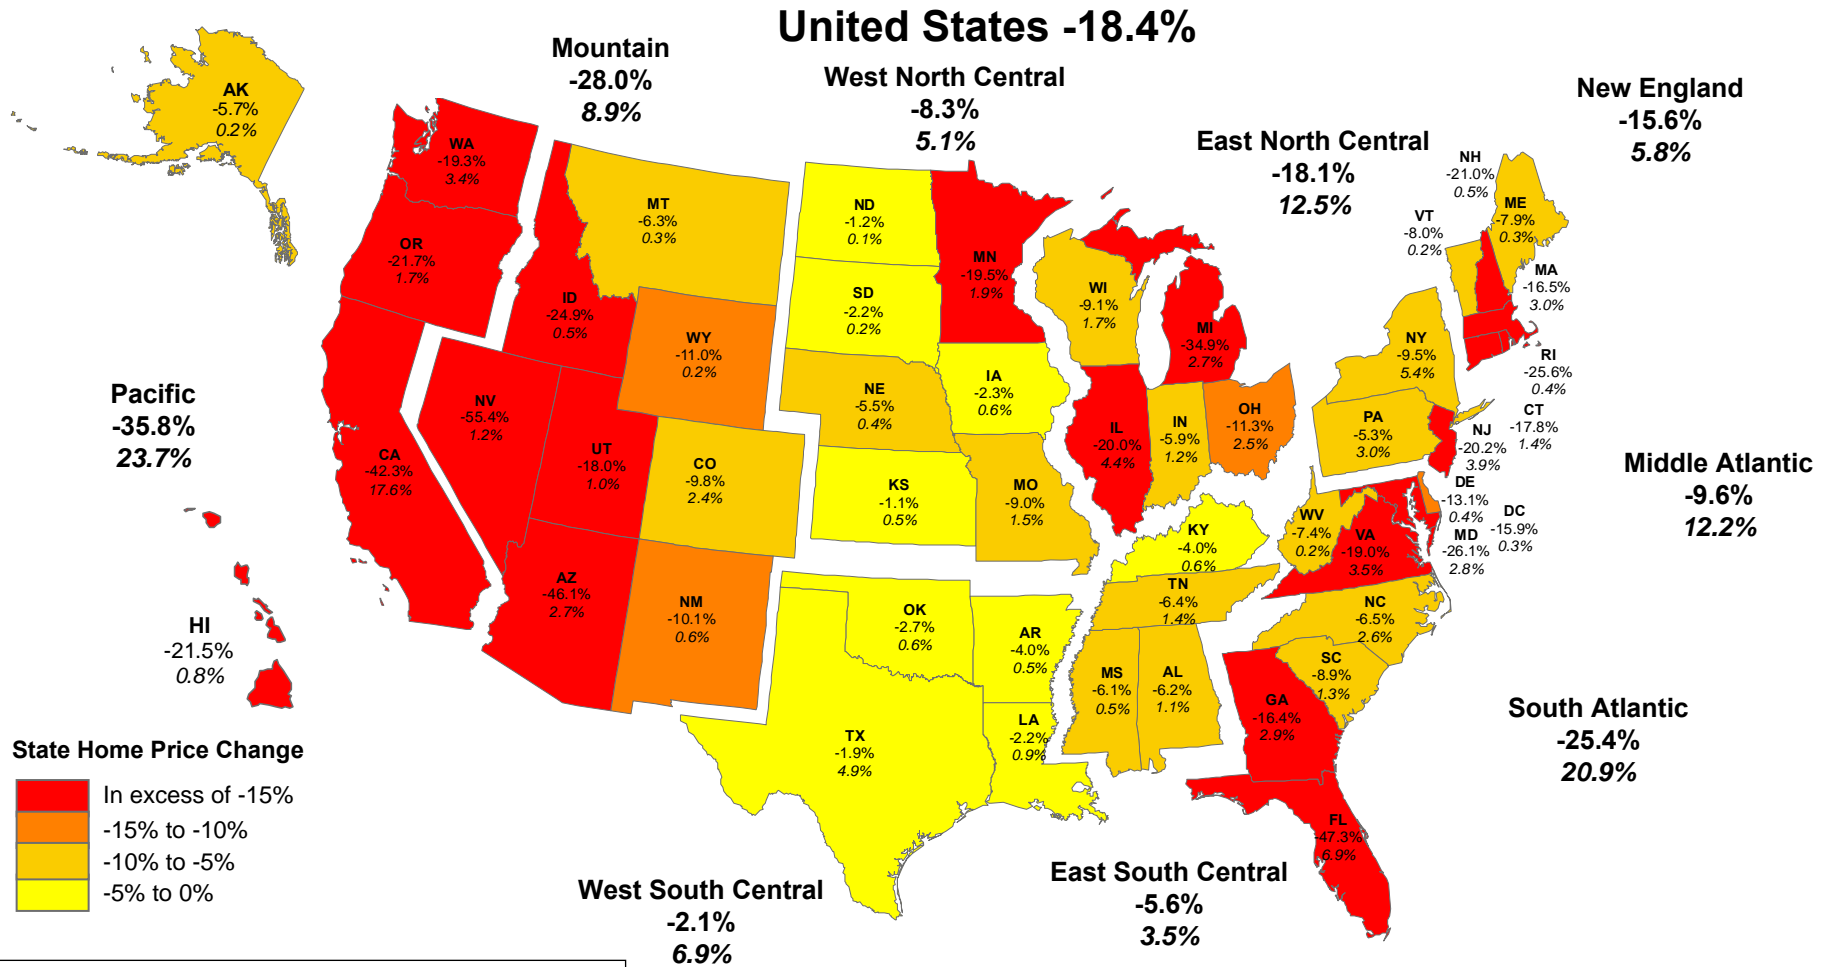 United States -18.4%
Mountain
-28.0%
8.9%
West North Central
-8.3%
5.1%
East North Central
-18.1%
12.5%
New England
-15.6%
5.8%
AK
-5.7%
0.2%
WA
-19.3%
3.4%
OR
-21.7%
1.7%
ID
-24.9%
0.5%
MT
-6.3%
0.3%
WY
-11.0%
0.2%
ND
-1.2%
0.1%
SD
-2.2%
0.2%
MN
-19.5%
1.9%
WI
-9.1%
1.7%
MI
-34.9%
2.7%
NH
-21.0%
0.5%
VT
-8.0%
0.2%
ME
-7.9%
0.3%
MA
-16.5%
3.0%
RI
-25.6%
0.4%
CT
-17.8%
1.4%
NY
-9.5%
5.4%
PA
-5.3%
3.0%
NJ
-20.2%
3.9%
Pacific
-35.8%
23.7%
CA
-42.3%
17.6%
NV
-55.4%
1.2%
UT
-18.0%
1.0%
CO
-9.8%
2.4%
NE
-5.5%
0.4%
IA
-2.3%
0.6%
KS
-1.1%
0.5%
MO
-9.0%
1.5%
IL
-20.0%
4.4%
IN
-5.9%
1.2%
OH
-11.3%
2.5%
Middle Atlantic
-9.6%
12.2%
DE
-13.1%
0.4%
DC
-15.9%
0.3%
MD
-26.1%
2.8%
WV
-7.4%
0.2%
VA
-19.0%
3.5%
KY
-4.0%
0.6%
TN
-6.4%
1.4%
NC
-6.5%
2.6%
SC
-8.9%
1.3%
HI
-21.5%
0.8%
AZ
-46.1%
2.7%
NM
-10.1%
0.6%
OK
-2.7%
0.6%
AR
-4.0%
0.5%
TX
-1.9%
4.9%
LA
-2.2%
0.9%
MS
-6.1%
0.5%
AL
-6.2%
1.1%
GA
-16.4%
2.9%
FL
-47.3%
6.9%
South Atlantic
-25.4%
20.9%
State Home Price Change
In excess of -15%
-15% to -10%
-10% to -5%
-5% to 0%
West South Central
-2.1%
6.9%
East South Central
-5.6%
3.5%